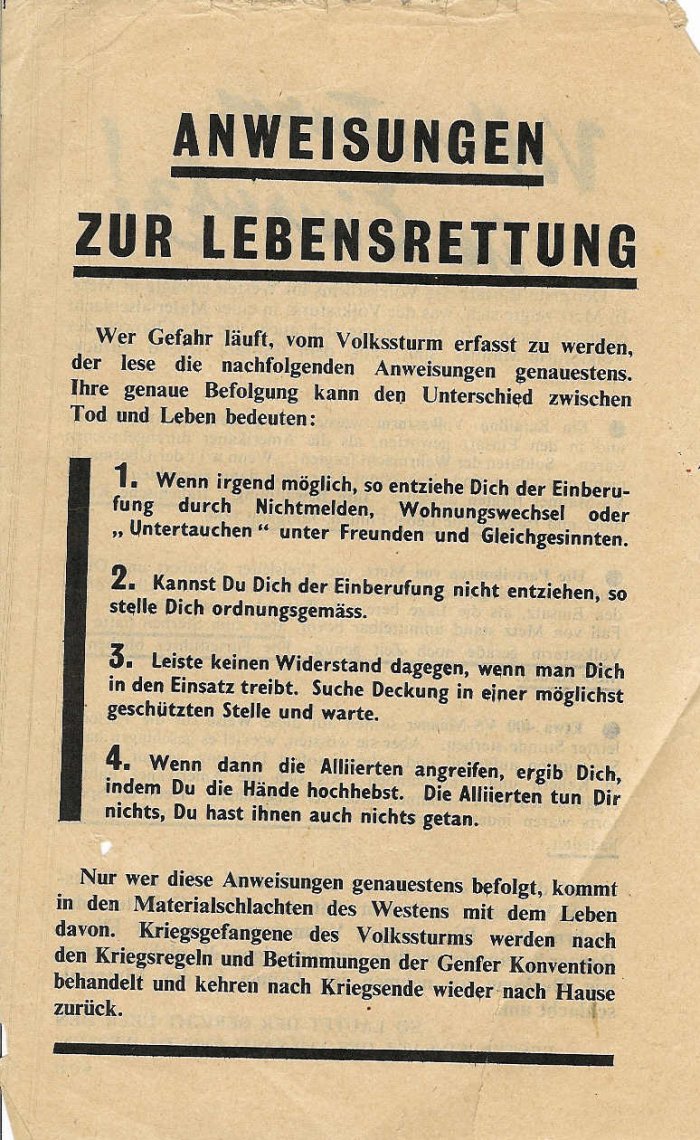 ANWEISUNGEN
ZUR LEBENSRETTUNG
Wer Gefahr läuft, vom Volkssturm erfasst zu werden,
der lese die nachfolgenden Anweisungen genauestens.
Ihre genaue Befolgung kann den Unterschied zwischen
Tod und Leben bedeuten:
1. Wenn irgend möglich, so entziehe Dich der Einberu-
fung durch Nichtmelden, Wohnungswechsel oder
„ Untertauchen “ unter Freunden und Gleichgesinnten.
2. Kannst Du Dich der Einberufung nicht entziehen, so
stelle Dich ordnungsgemäss.
3. Leiste keinen Widerstand dagegen, wenn man Dich
in den Einsatz treibt. Suche Deckung in einer möglichst
geschützten Stelle und warte.
4. Wenn dann die Alliierten angreifen, ergib Dich,
indem Du die Hände hochhebst. Die Alliierten tun Dir
nichts, Du hast ihnen auch nichts getan.
Nur wer diese Anweisungen genauestens befolgt, kommt
in den Materialschlachten des Westens mit dem Leben
davon. Kriegsgefangene des Volkssturms werden nach
den Kriegsregeln und Betimmungen der Genfer Konvention
behandelt und kehren nach Kriegsende wieder nach Hause
zurück.